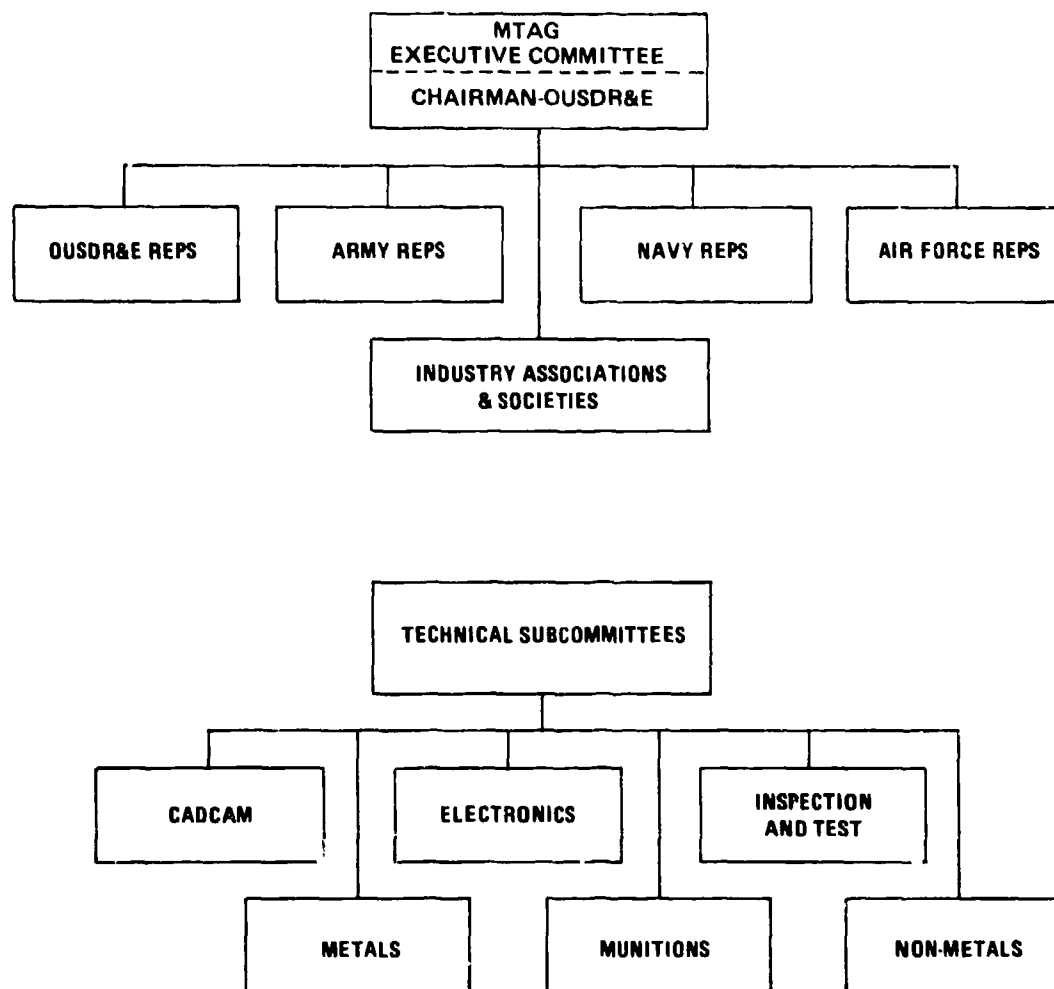 MTAG
EXECUTIVE COMMITTEE
CHAIRMAN-OUSDR&E
OUSDR&E REPS
ARMY REPS
NAVY REPS
AIR FORCE REPS
INDUSTRY ASSOCIATIONS
& SOCIETIES
TECHNICAL SUBCOMMITTEES
CADCAM
ELECTRONICS
INSPECTION
AND TEST
METALS
MUNITIONS
NON-METALS